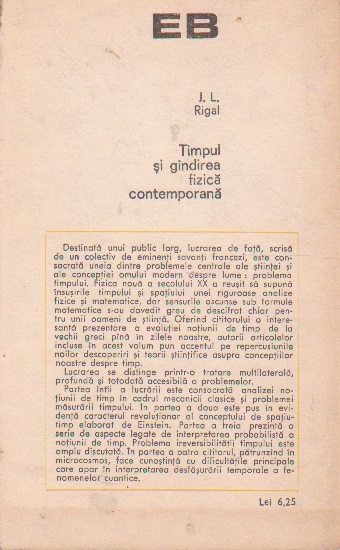 EB
J. L.
Rigal
Timpul
și gîndirea
fizică
contemporană
Destinată unui public larg, lucrarea de față, scrisă
de un colectiv de eminenți savanți francezi, este con-
sacrată uneia dintre problemele centrale ale științei și
ale concepției omului modern despre lume : problema
timpului. Fizica nouă a secolului XX a reușit să supună
însușirile timpului și spațiului unei riguroase analize
fizice și matematice, dar sensurile ascunse sub formule
matematice s-au dovedit greu de descifrat chiar pen-
tru unii oameni de știință. Oferind cititorului o intere-
santă prezentare a evoluției noțiunii de timp de la
vechii greci pînă în zilele noastre, autorii articolelor
incluse în acest volum pun accentul pe repercusiunile
noilor descoperiri și teorii științifice asupra concepțiilor
noastre despre timp.
Lucrarea se distinge printr-o tratare multilaterală,
profundă și totodată accesibilă a problemelor.
Partea întîi a lucrării este consacrată analizei no-
țiunii de timp în cadrul mecanicii clasice și problemei
măsurării timpului. În partea a doua este pus în evi-
dență caracterul revoluționar al conceptului de spațiu-
timp elaborat de Einstein. Partea a treia prezintă o
serie de aspecte legate de interpretarea probabilistă a
noțiunii de timp. Problema ireversibilității timpului este
amplu discutată. În partea a patra cititorul, pătrunzînd în
microcosmos, face cunoștință cu dificultățile principale
care apar în interpretarea desfășurării temporale a fe-
nomenelor cuantice.
Lei 6,25